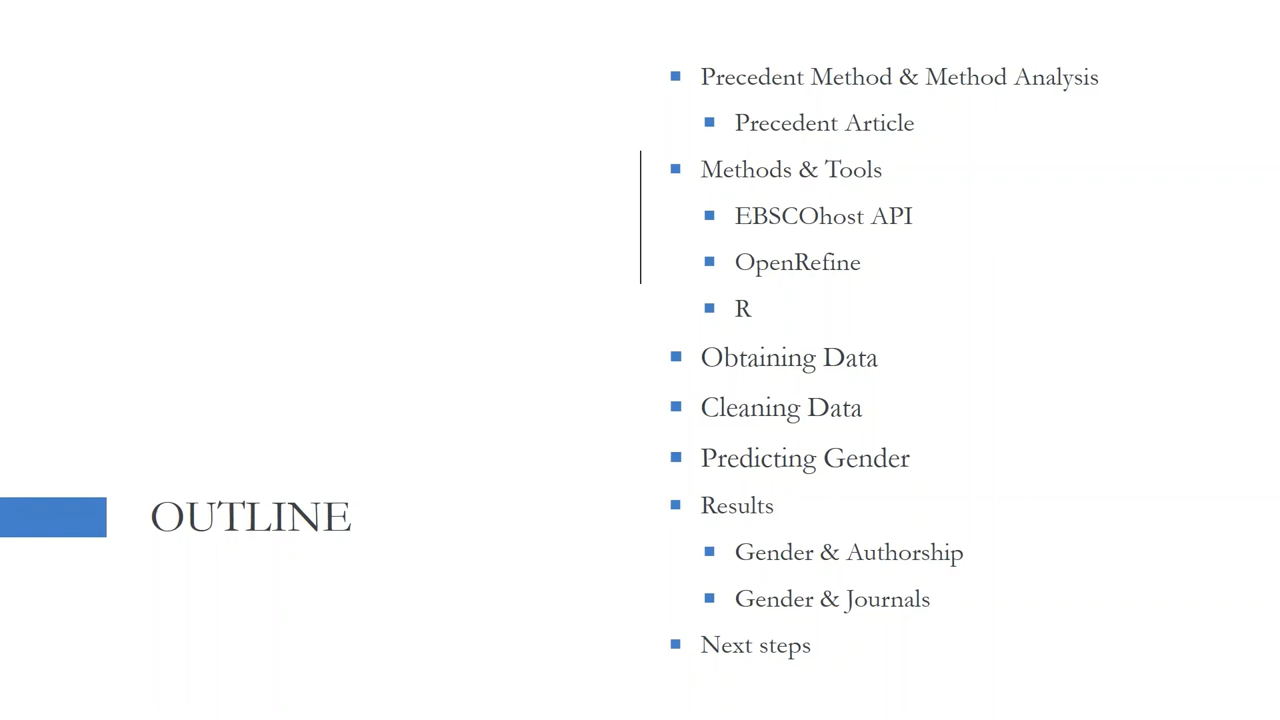 OUTLINE
Precedent Method & Method Analysis
Precedent Article
Methods & Tools
EBSCOhost API
OpenRefine
R
Obtaining Data
Cleaning Data
Predicting Gender
Results
Gender & Authorship
Gender & Journals
Next steps